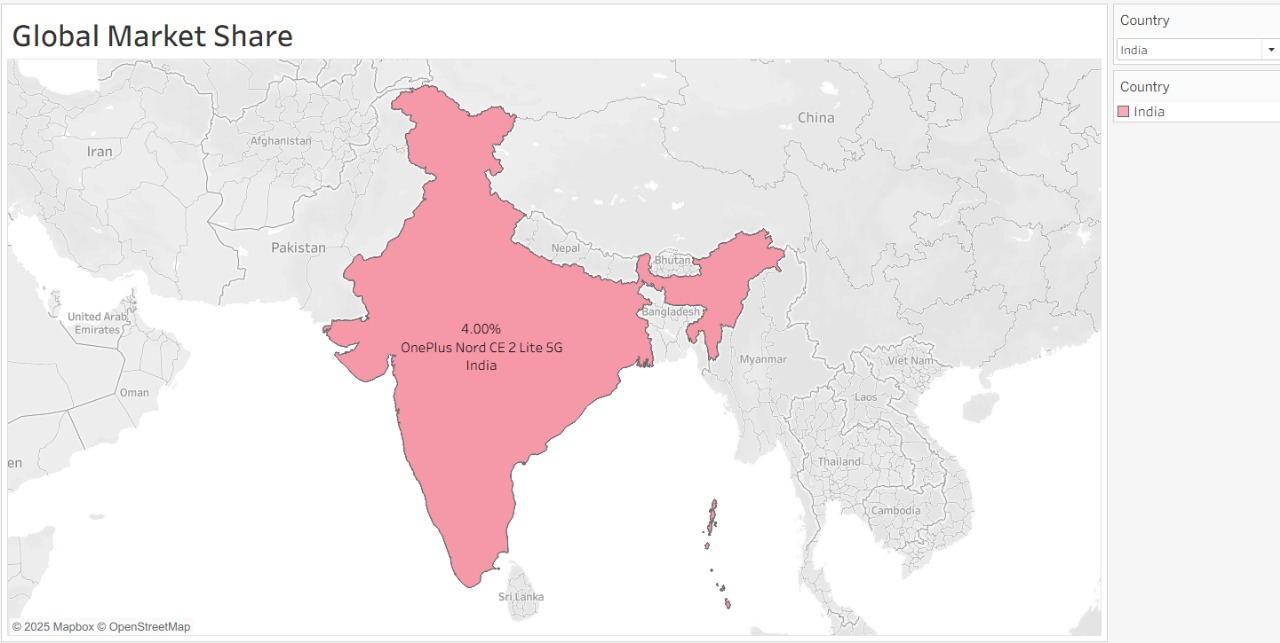 Global Market Share
Country
India
Country
India
China
Afghanistan
Iran
Pakistan
Nepal
Bhutan
Bangladesh
United Arab
Emirates
4.00%
OnePlus Nord CE 2 Lite 5G
India
Myanmar
Viet Nam
Oman
Laos
en
Thailand
Cambodia
Sri Lanka
© 2025 Mapbox © OpenStreetMap